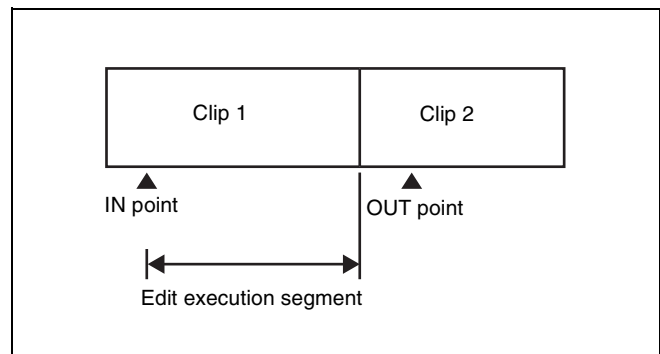 Clip 1
Clip 2
IN point
OUT point
Edit execution segment